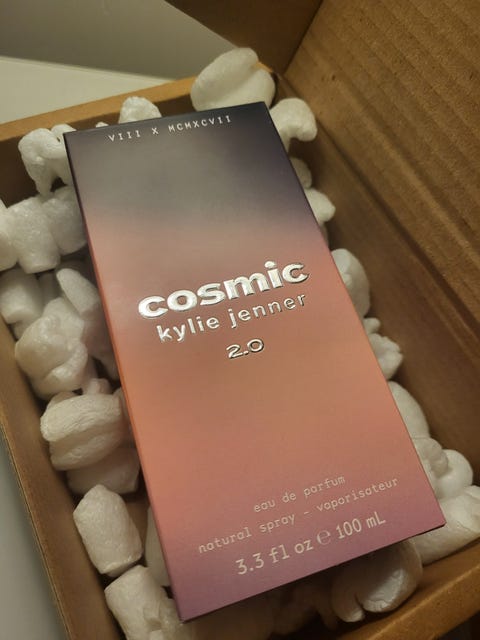 VIII X MCMXCVII
cosmic
kylie jenner
2.0
eau de parfum
natural spray - vaporisateur
3.3 fl oz ℮ 100 mL